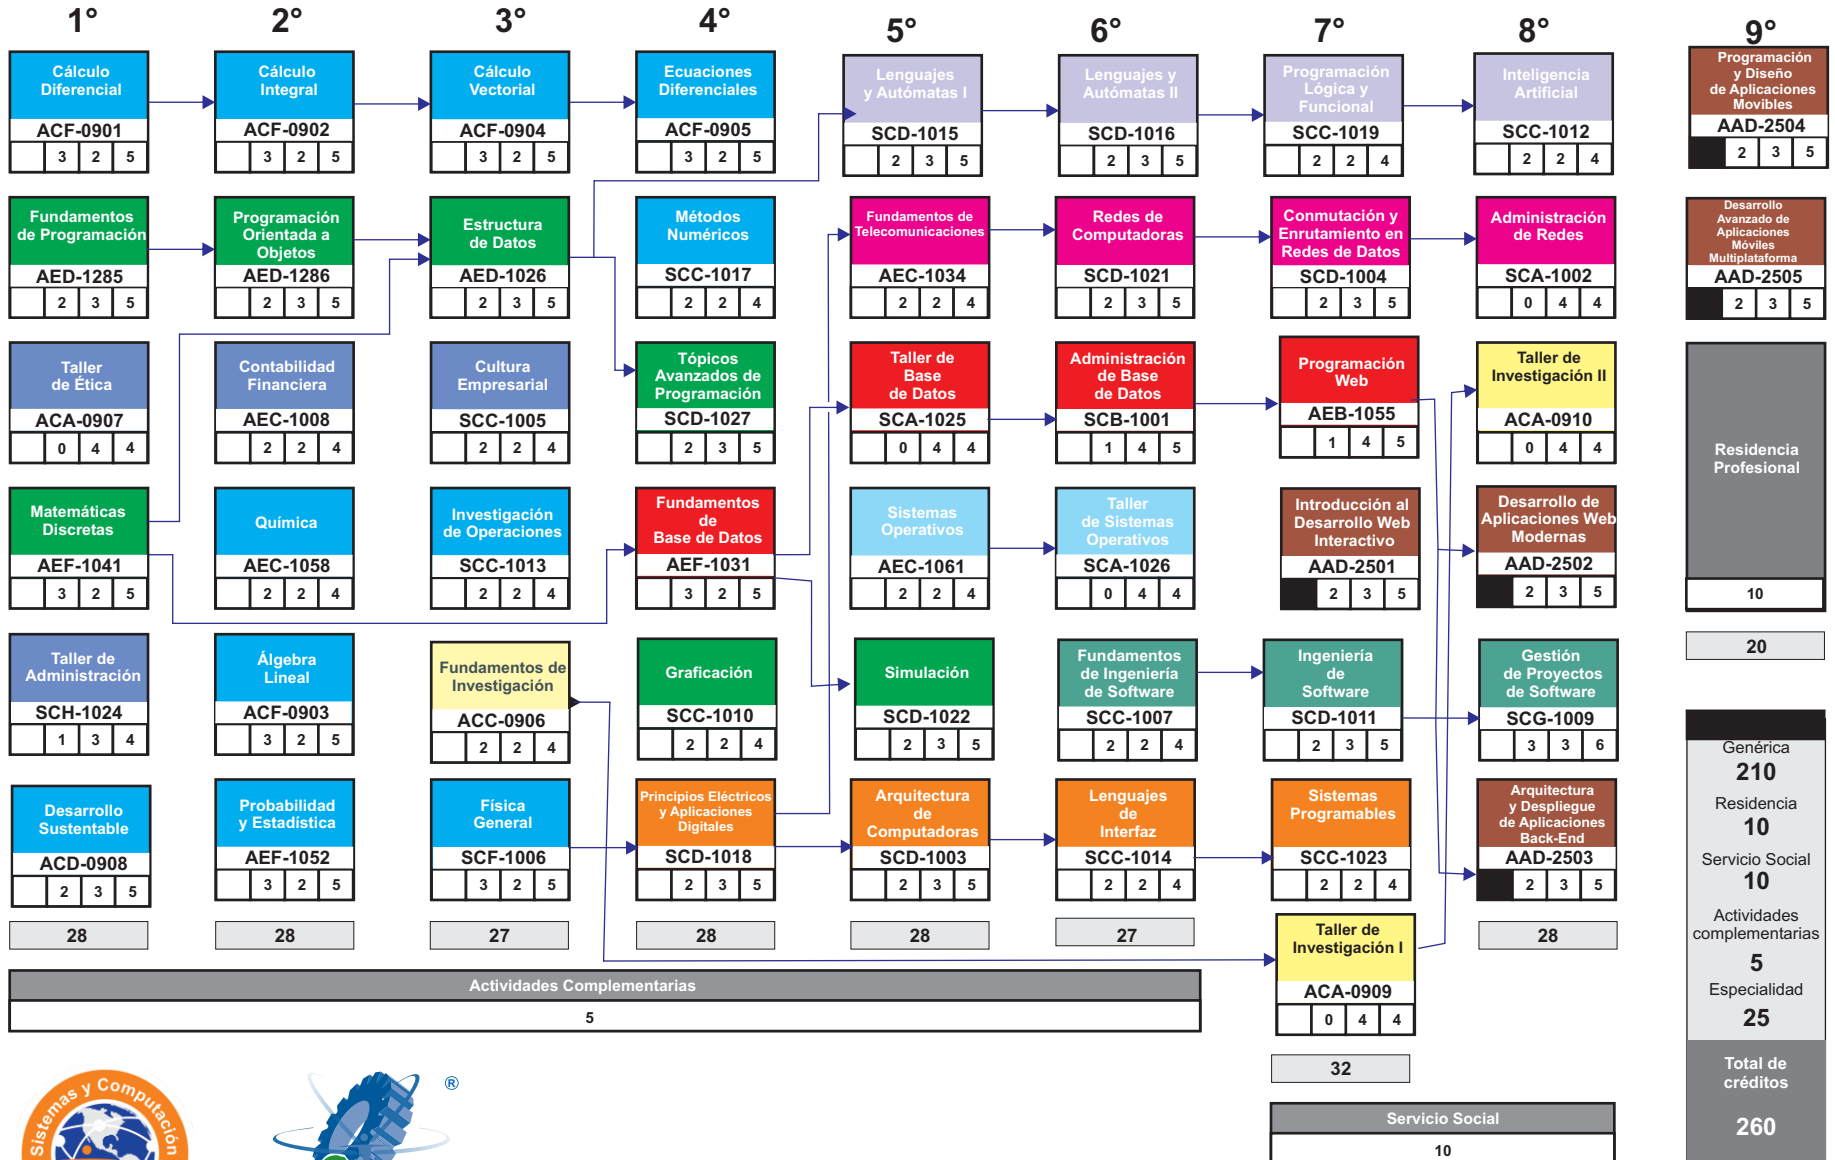 1°
2°
3°
4°
5°
6°
7°
8°
9°
Cálculo
Diferencial
ACF-0901
3 2 5
Fundamentos
de Programación
AED-1285
2 3 5
Taller
de Ética
ACA-0907
0 4 4
Matemáticas
Discretas
AEF-1041
3 2 5
Taller de
Administración
SCH-1024
1 3 4
Desarrollo
Sustentable
ACD-0908
2 3 5
28
Cálculo
Integral
ACF-0902
3 2 5
Programación
Orientada a
Objetos
AED-1286
2 3 5
Contabilidad
Financiera
AEC-1008
2 2 4
Química
AEC-1058
2 2 4
Álgebra
Lineal
ACF-0903
3 2 5
Probabilidad
y Estadística
AEF-1052
3 2 5
28
Cálculo
Vectorial
ACF-0904
3 2 5
Estructura
de Datos
AED-1026
2 3 5
Cultura
Empresarial
SCC-1005
2 2 4
Investigación
de Operaciones
SCC-1013
2 2 4
Fundamentos de
Investigación
ACC-0906
2 2 4
Física
General
SCF-1006
3 2 5
27
Ecuaciones
Diferenciales
ACF-0905
3 2 5
Métodos
Numéricos
SCC-1017
2 2 4
Tópicos
Avanzados de
Programación
SCD-1027
2 3 5
Fundamentos
de
Base de Datos
AEF-1031
3 2 5
Graficación
SCC-1010
2 2 4
Principios Eléctricos
y Aplicaciones
Digitales
SCD-1018
2 3 5
28
Lenguajes
y Autómatas I
SCD-1015
2 3 5
Fundamentos de
Telecomunicaciones
AEC-1034
2 2 4
Taller de
Base
de Datos
SCA-1025
0 4 4
Sistemas
Operativos
AEC-1061
2 2 4
Simulación
SCD-1022
2 3 5
Arquitectura
de
Computadoras
SCD-1003
2 3 5
28
Lenguajes y
Autómatas II
SCD-1016
2 3 5
Redes de
Computadoras
SCD-1021
2 3 5
Administración
de Base
de Datos
SCB-1001
1 4 5
Taller
de Sistemas
Operativos
SCA-1026
0 4 4
Fundamentos
de Ingeniería
de Software
SCC-1007
2 2 4
Lenguajes
de
Interfaz
SCC-1014
2 2 4
27
Programación
Lógica y
Funcional
SCC-1019
2 2 4
Conmutación y
Enrutamiento en
Redes de Datos
SCD-1004
2 3 5
Programación
Web
AEB-1055
1 4 5
Introducción al
Desarrollo Web
Interactivo
AAD-2501
2 3 5
Ingeniería
de
Software
SCD-1011
2 3 5
Sistemas
Programables
SCC-1023
2 2 4
Taller de
Investigación I
ACA-0909
0 4 4
32
Inteligencia
Artificial
SCC-1012
2 2 4
Administración
de Redes
SCA-1002
0 4 4
Taller de
Investigación II
ACA-0910
0 4 4
Desarrollo de
Aplicaciones Web
Modernas
AAD-2502
2 3 5
Gestión
de Proyectos
de Software
SCG-1009
3 3 6
Arquitectura
y Despliegue
de Aplicaciones
Back-End
AAD-2503
2 3 5
28
Programación
y Diseño
de Aplicaciones
Movibles
AAD-2504
2 3 5
Desarrollo
Avanzado de
Aplicaciones
Móviles
Multiplataforma
AAD-2505
2 3 5
Residencia
Profesional
10
20
Genérica
210
Residencia
10
Servicio Social
10
Actividades
complementarias
5
Especialidad
25
Total de
créditos
260
Actividades Complementarias
5
Servicio Social
10
Sistemas y Computación
®